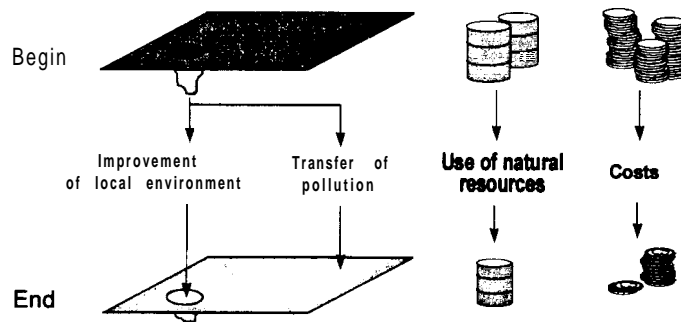 Begin
Improvement
of local environment
Transfer of
pollution
Use of natural
resources
Costs
End